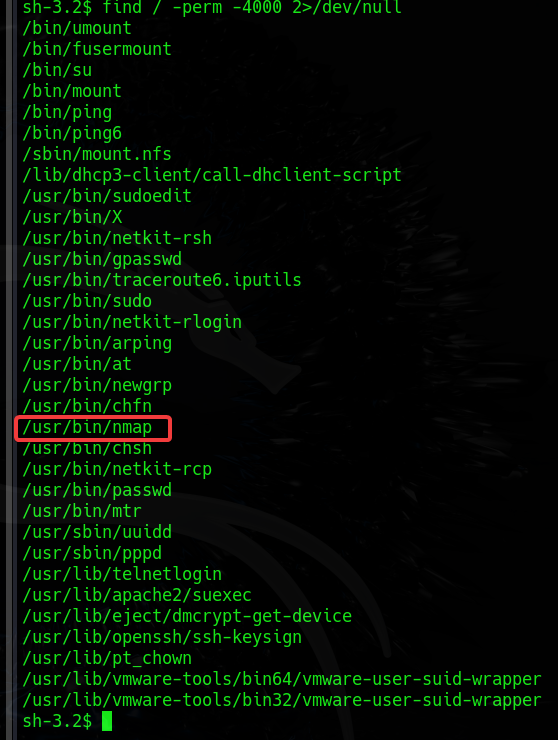 sh-3.2$ find / -perm -4000 2>/dev/null
/bin/umount
/bin/fusermount
/bin/su
/bin/mount
/bin/ping
/bin/ping6
/sbin/mount.nfs
/lib/dhcp3-client/call-dhclient-script
/usr/bin/sudoedit
/usr/bin/X
/usr/bin/netkit-rsh
/usr/bin/gpasswd
/usr/bin/traceroute6.iputils
/usr/bin/sudo
/usr/bin/netkit-rlogin
/usr/bin/arping
/usr/bin/at
/usr/bin/newgrp
/usr/bin/chfn
/usr/bin/nmap
/usr/bin/chsh
/usr/bin/netkit-rcp
/usr/bin/passwd
/usr/bin/mtr
/usr/sbin/uuidd
/usr/sbin/pppd
/usr/lib/telnetlogin
/usr/lib/apache2/suexec
/usr/lib/eject/dmcrypt-get-device
/usr/lib/openssh/ssh-keysign
/usr/lib/pt_chown
/usr/lib/vmware-tools/bin64/vmware-user-suid-wrapper
/usr/lib/vmware-tools/bin32/vmware-user-suid-wrapper
sh-3.2$